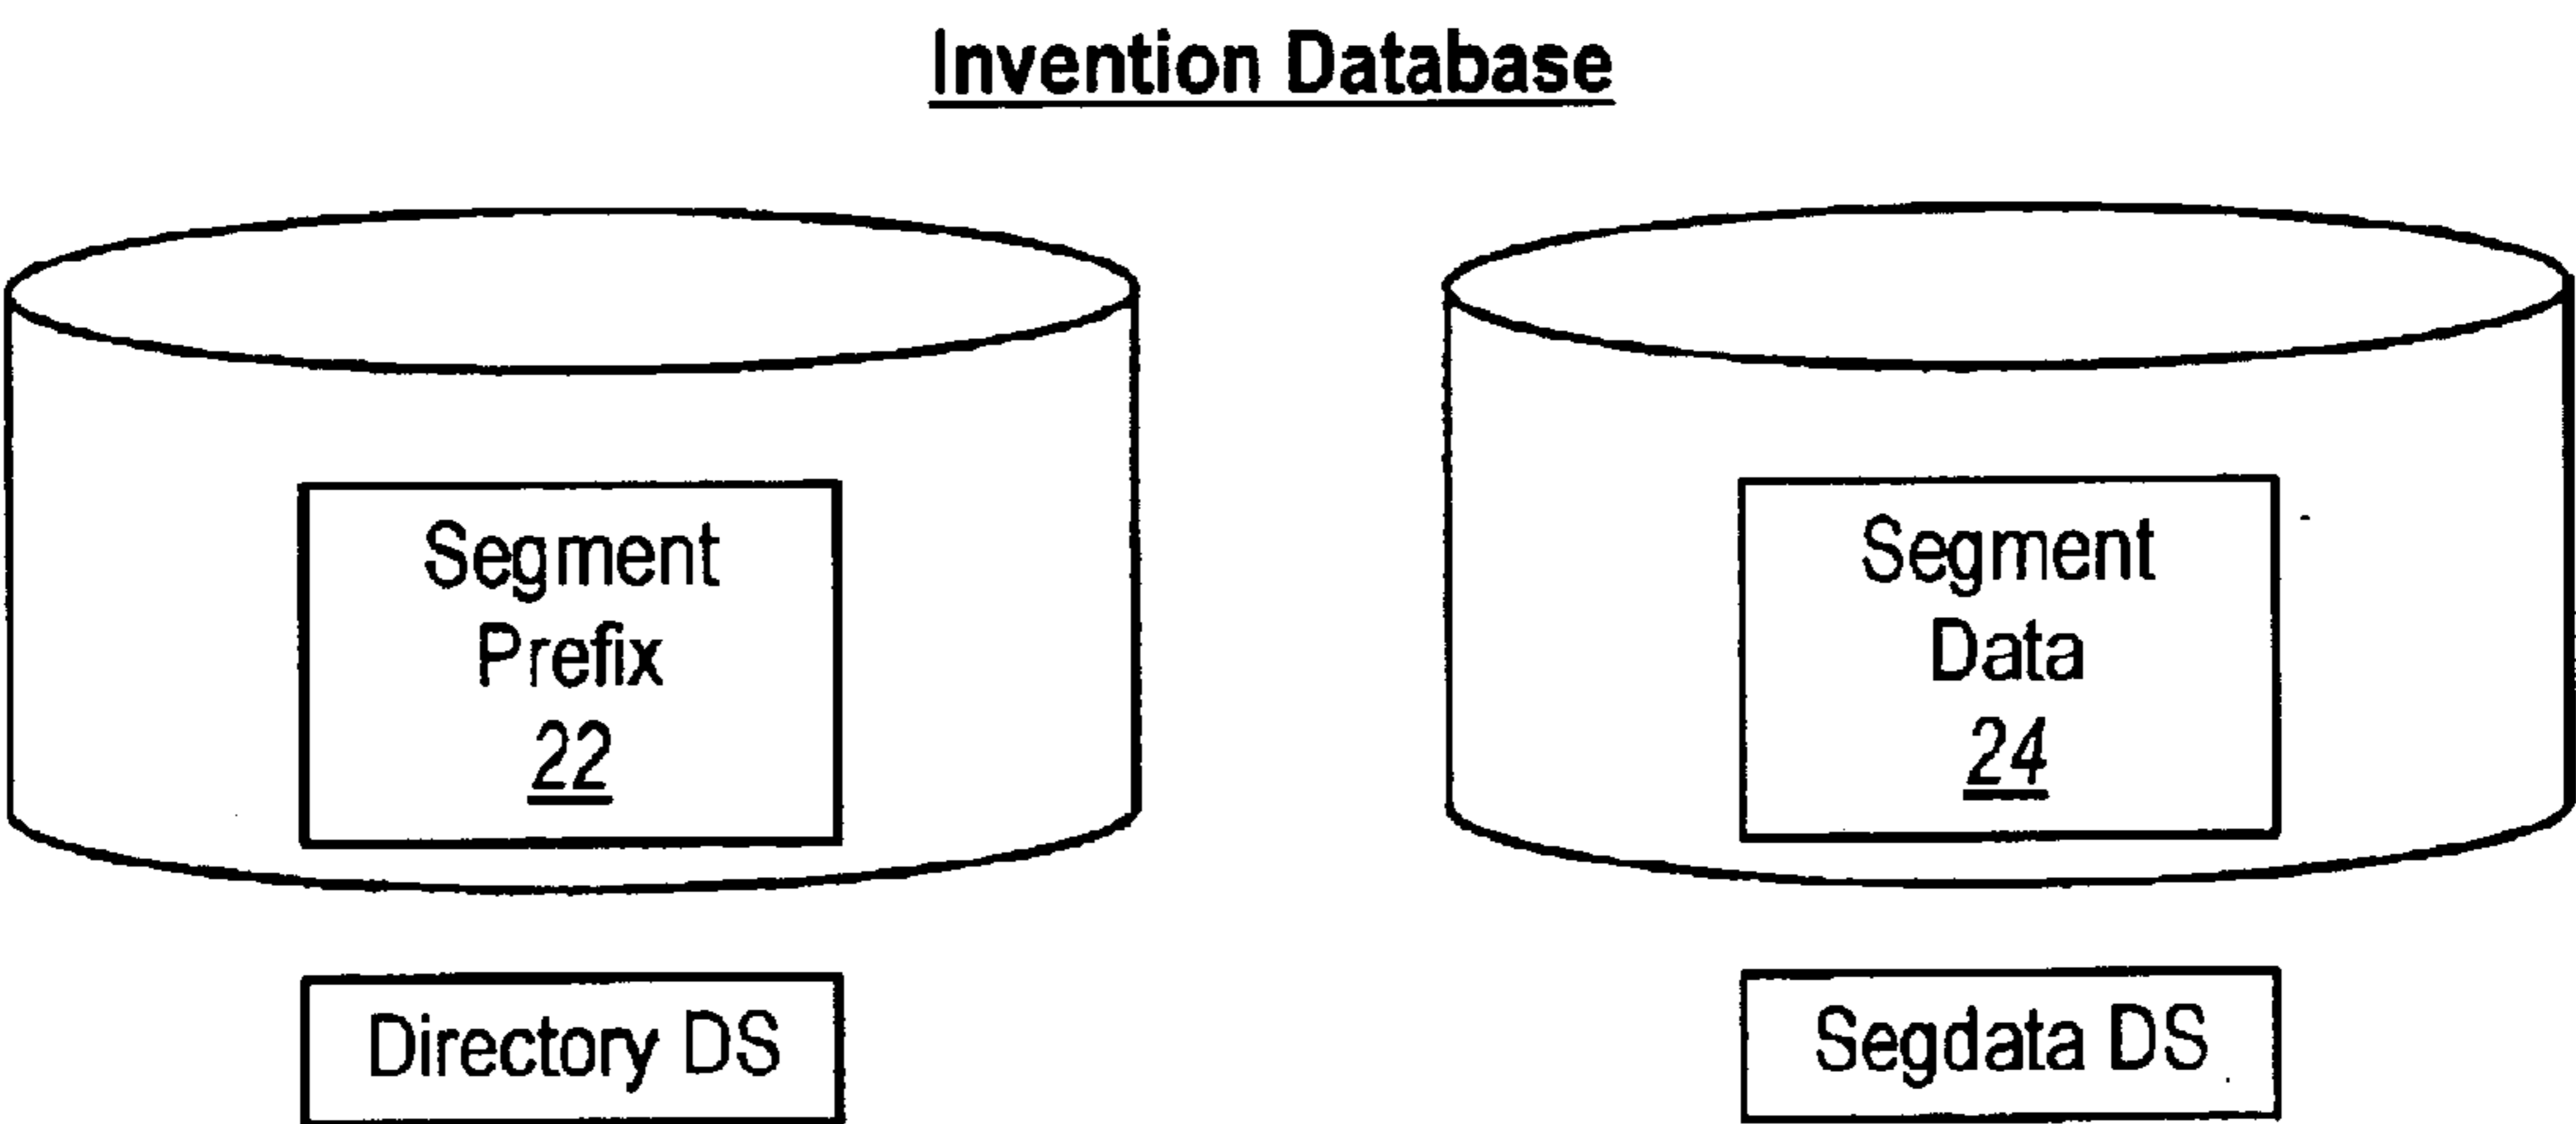 Invention Database
Segment
Prefix
22
Segment
Data
24
Directory DS
Segdata DS